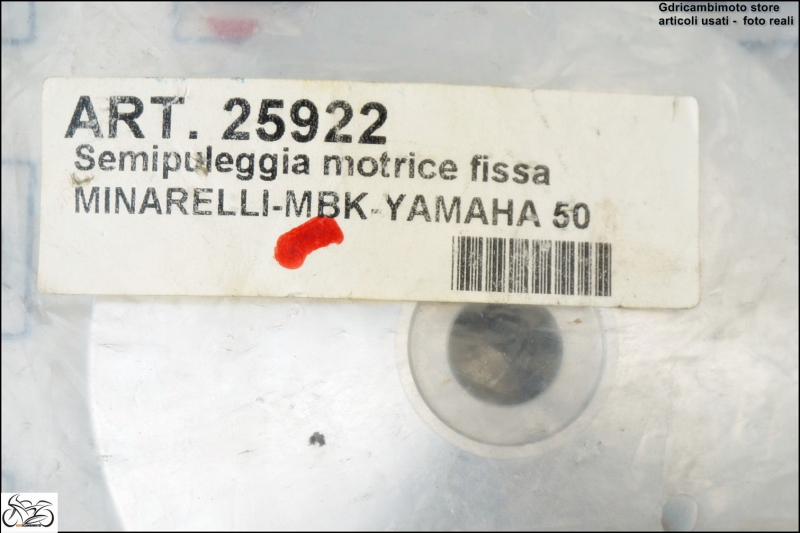 Gdricambimoto store
articoli usati - foto reali
ART. 25922
Semipuleggia motrice fissa
MINARELLI-MBK-YAMAHA 50